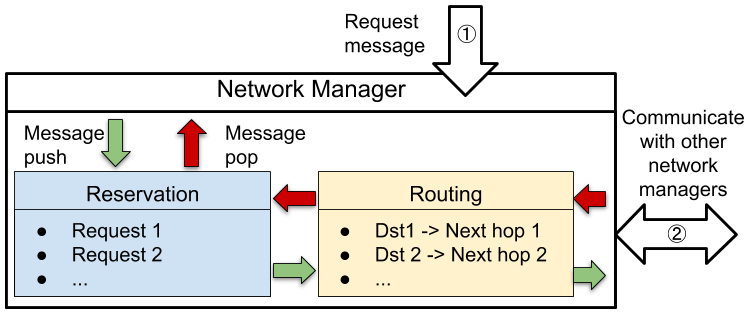 Request
message
①
Network Manager
Message
push
Message
pop
Communicate
with other
network
managers
②
Reservation
● Request 1
● Request 2
● ...
Routing
● Dst1 -> Next hop 1
● Dst 2 -> Next hop 2
● ...